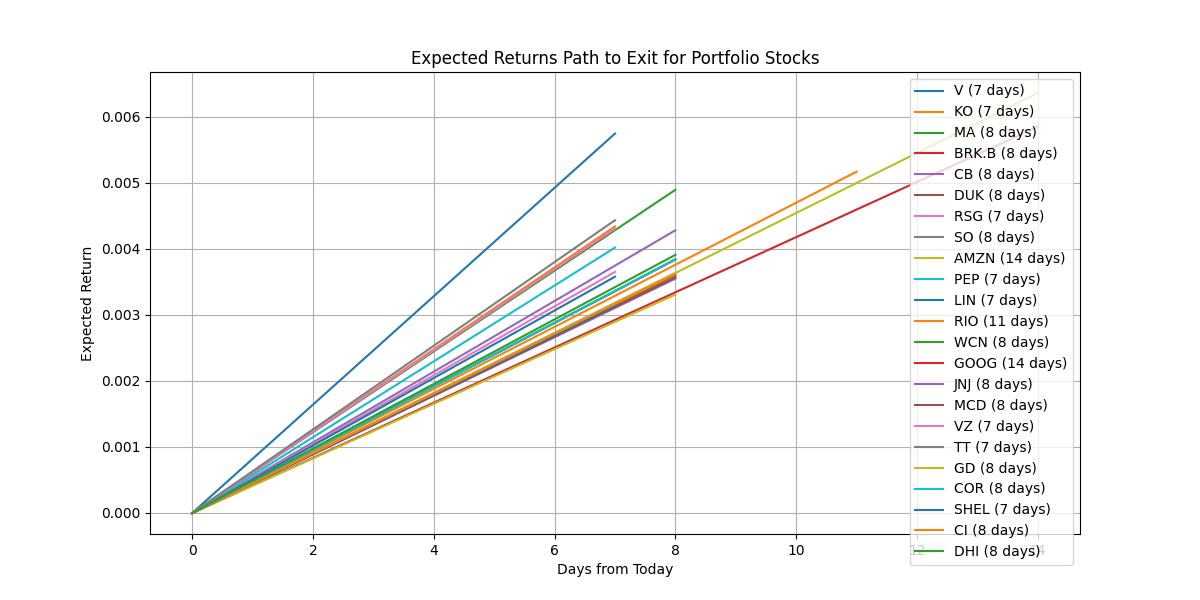 Expected Returns Path to Exit for Portfolio Stocks
Expected Return
0.006
0.005
0.004
0.003
0.002
0.001
0.000
0 2 4 6 8 10 12 14
Days from Today
V (7 days)
KO (7 days)
MA (8 days)
BRK.B (8 days)
CB (8 days)
DUK (8 days)
RSG (7 days)
SO (8 days)
AMZN (14 days)
PEP (7 days)
LIN (7 days)
RIO (11 days)
WCN (8 days)
GOOG (14 days)
JNJ (8 days)
MCD (8 days)
VZ (7 days)
TT (7 days)
GD (8 days)
COR (8 days)
SHEL (7 days)
CI (8 days)
DHI (8 days)